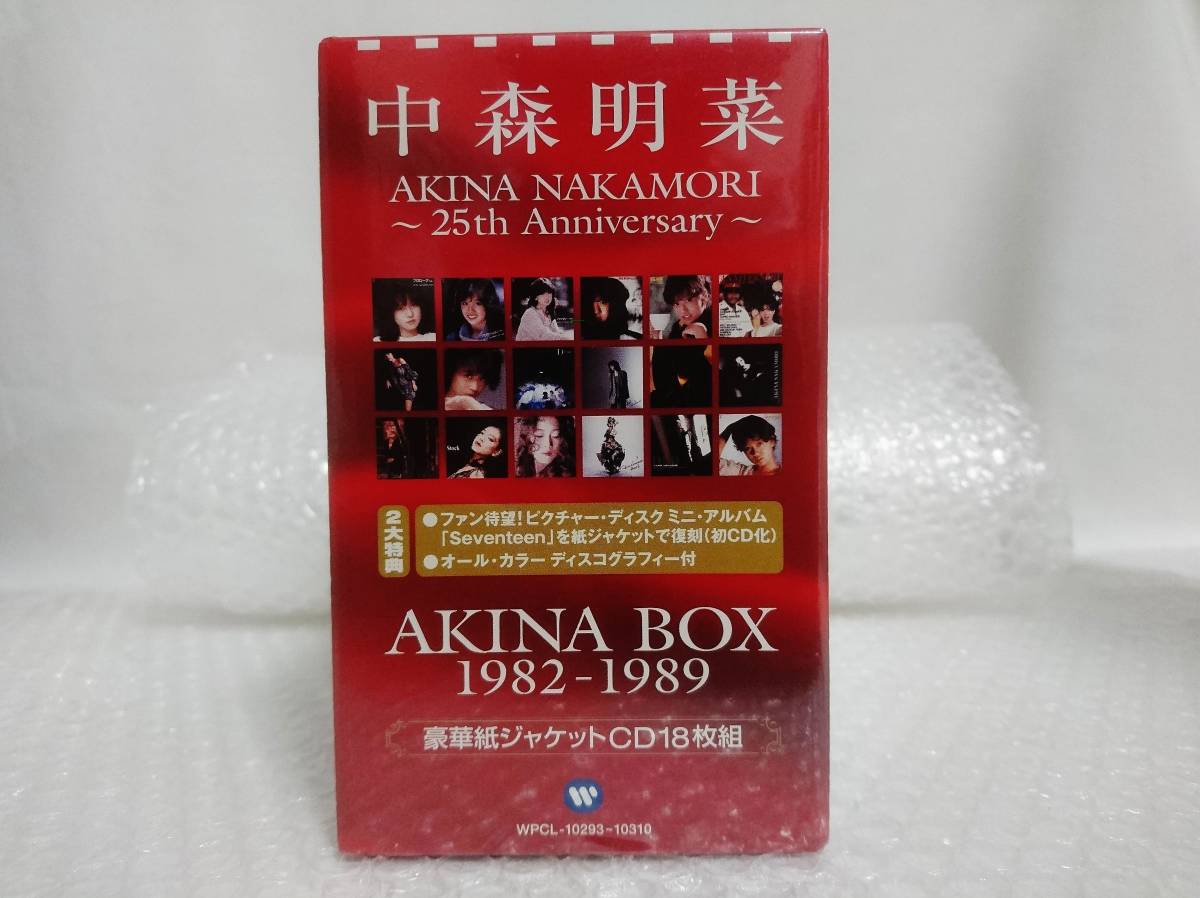 中森明菜
AKINA NAKAMORI
～25th Anniversary～
Stock
2大特典
●ファン待望!ピクチャー・ディスク ミニ・アルバム
「Seventeen」を紙ジャケットで復刻(初CD化)
●オール・カラー ディスコグラフィー付
AKINA BOX
1982-1989
豪華紙ジャケットCD18枚組
WPCL-10293~10310